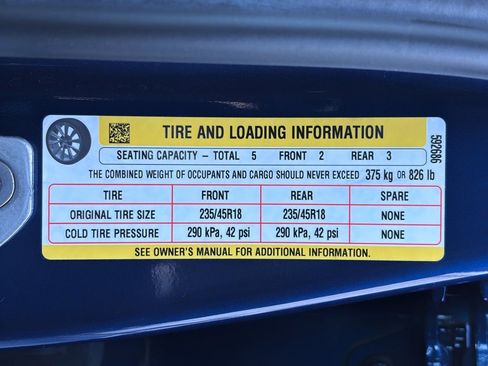 TIRE AND LOADING INFORMATION
SEATING CAPACITY – TOTAL 5 FRONT 2 REAR 3
THE COMBINED WEIGHT OF OCCUPANTS AND CARGO SHOULD NEVER EXCEED 375 kg OR 826 lb
TIRE FRONT REAR SPARE
ORIGINAL TIRE SIZE 235/45R18 235/45R18 NONE
COLD TIRE PRESSURE 290 kPa, 42 psi 290 kPa, 42 psi NONE
SEE OWNER'S MANUAL FOR ADDITIONAL INFORMATION.
592686